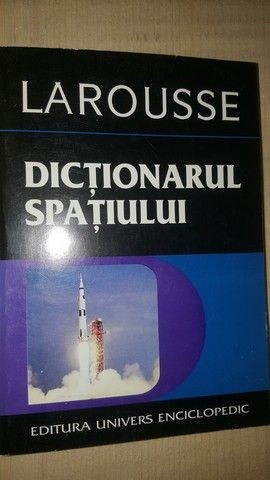 LAROUSSE
DICȚIONARUL
SPAȚIULUI
EDITURA UNIVERS ENCICLOPEDIC